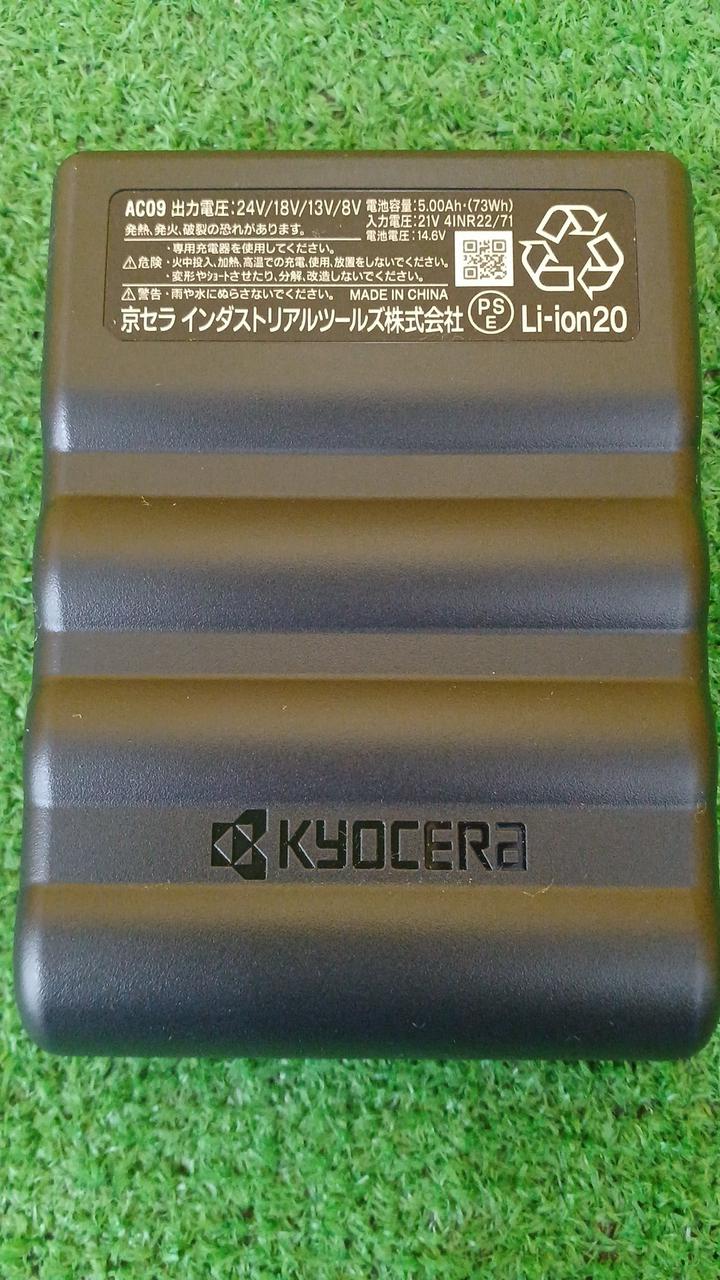 AC09 出力電圧:24V/18V/13V/8V 電池容量:5.00Ah・(73Wh)
発熱、発火、破裂の恐れがあります。 入力電圧:21V 4INR22/71
電池電圧:14.6V
・専用充電器を使用してください。
⚠危険・火中投入、加熱、高温での充電、使用、放置をしないでください。
・変形やショートさせたり、分解、改造しないでください。
⚠警告・雨や水にぬらさないでください。 MADE IN CHINA
京セラ インダストリアルツールズ株式会社 PSE Li-ion20
KYOCERA